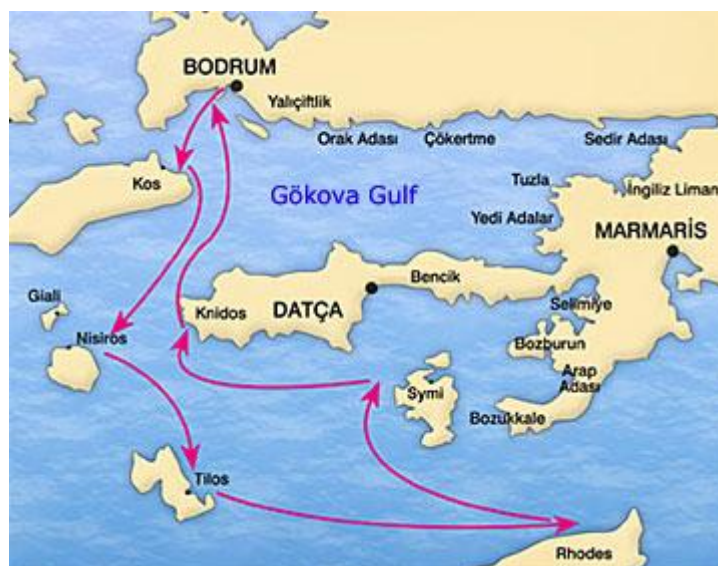 BODRUM
Yalıçiftlik
Orak Adası
Çökertme
Sedir Adası
Kos
Tuzla
İngiliz Liman
Gökova Gulf
Yedi Adalar
MARMARİS
Bencik
Giali
Knidos
DATÇA
Selimiye
Nisiros
Bozburun
Arap
Adası
Symi
Bozukkale
Tilos
Rhodes